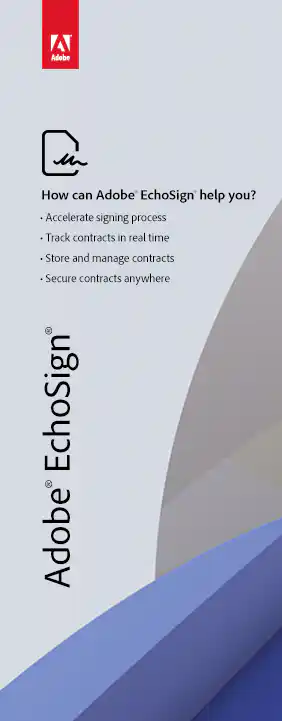 Adobe
How can Adobe® EchoSign® help you?
• Accelerate signing process
• Track contracts in real time
• Store and manage contracts
• Secure contracts anywhere
Adobe® EchoSign®